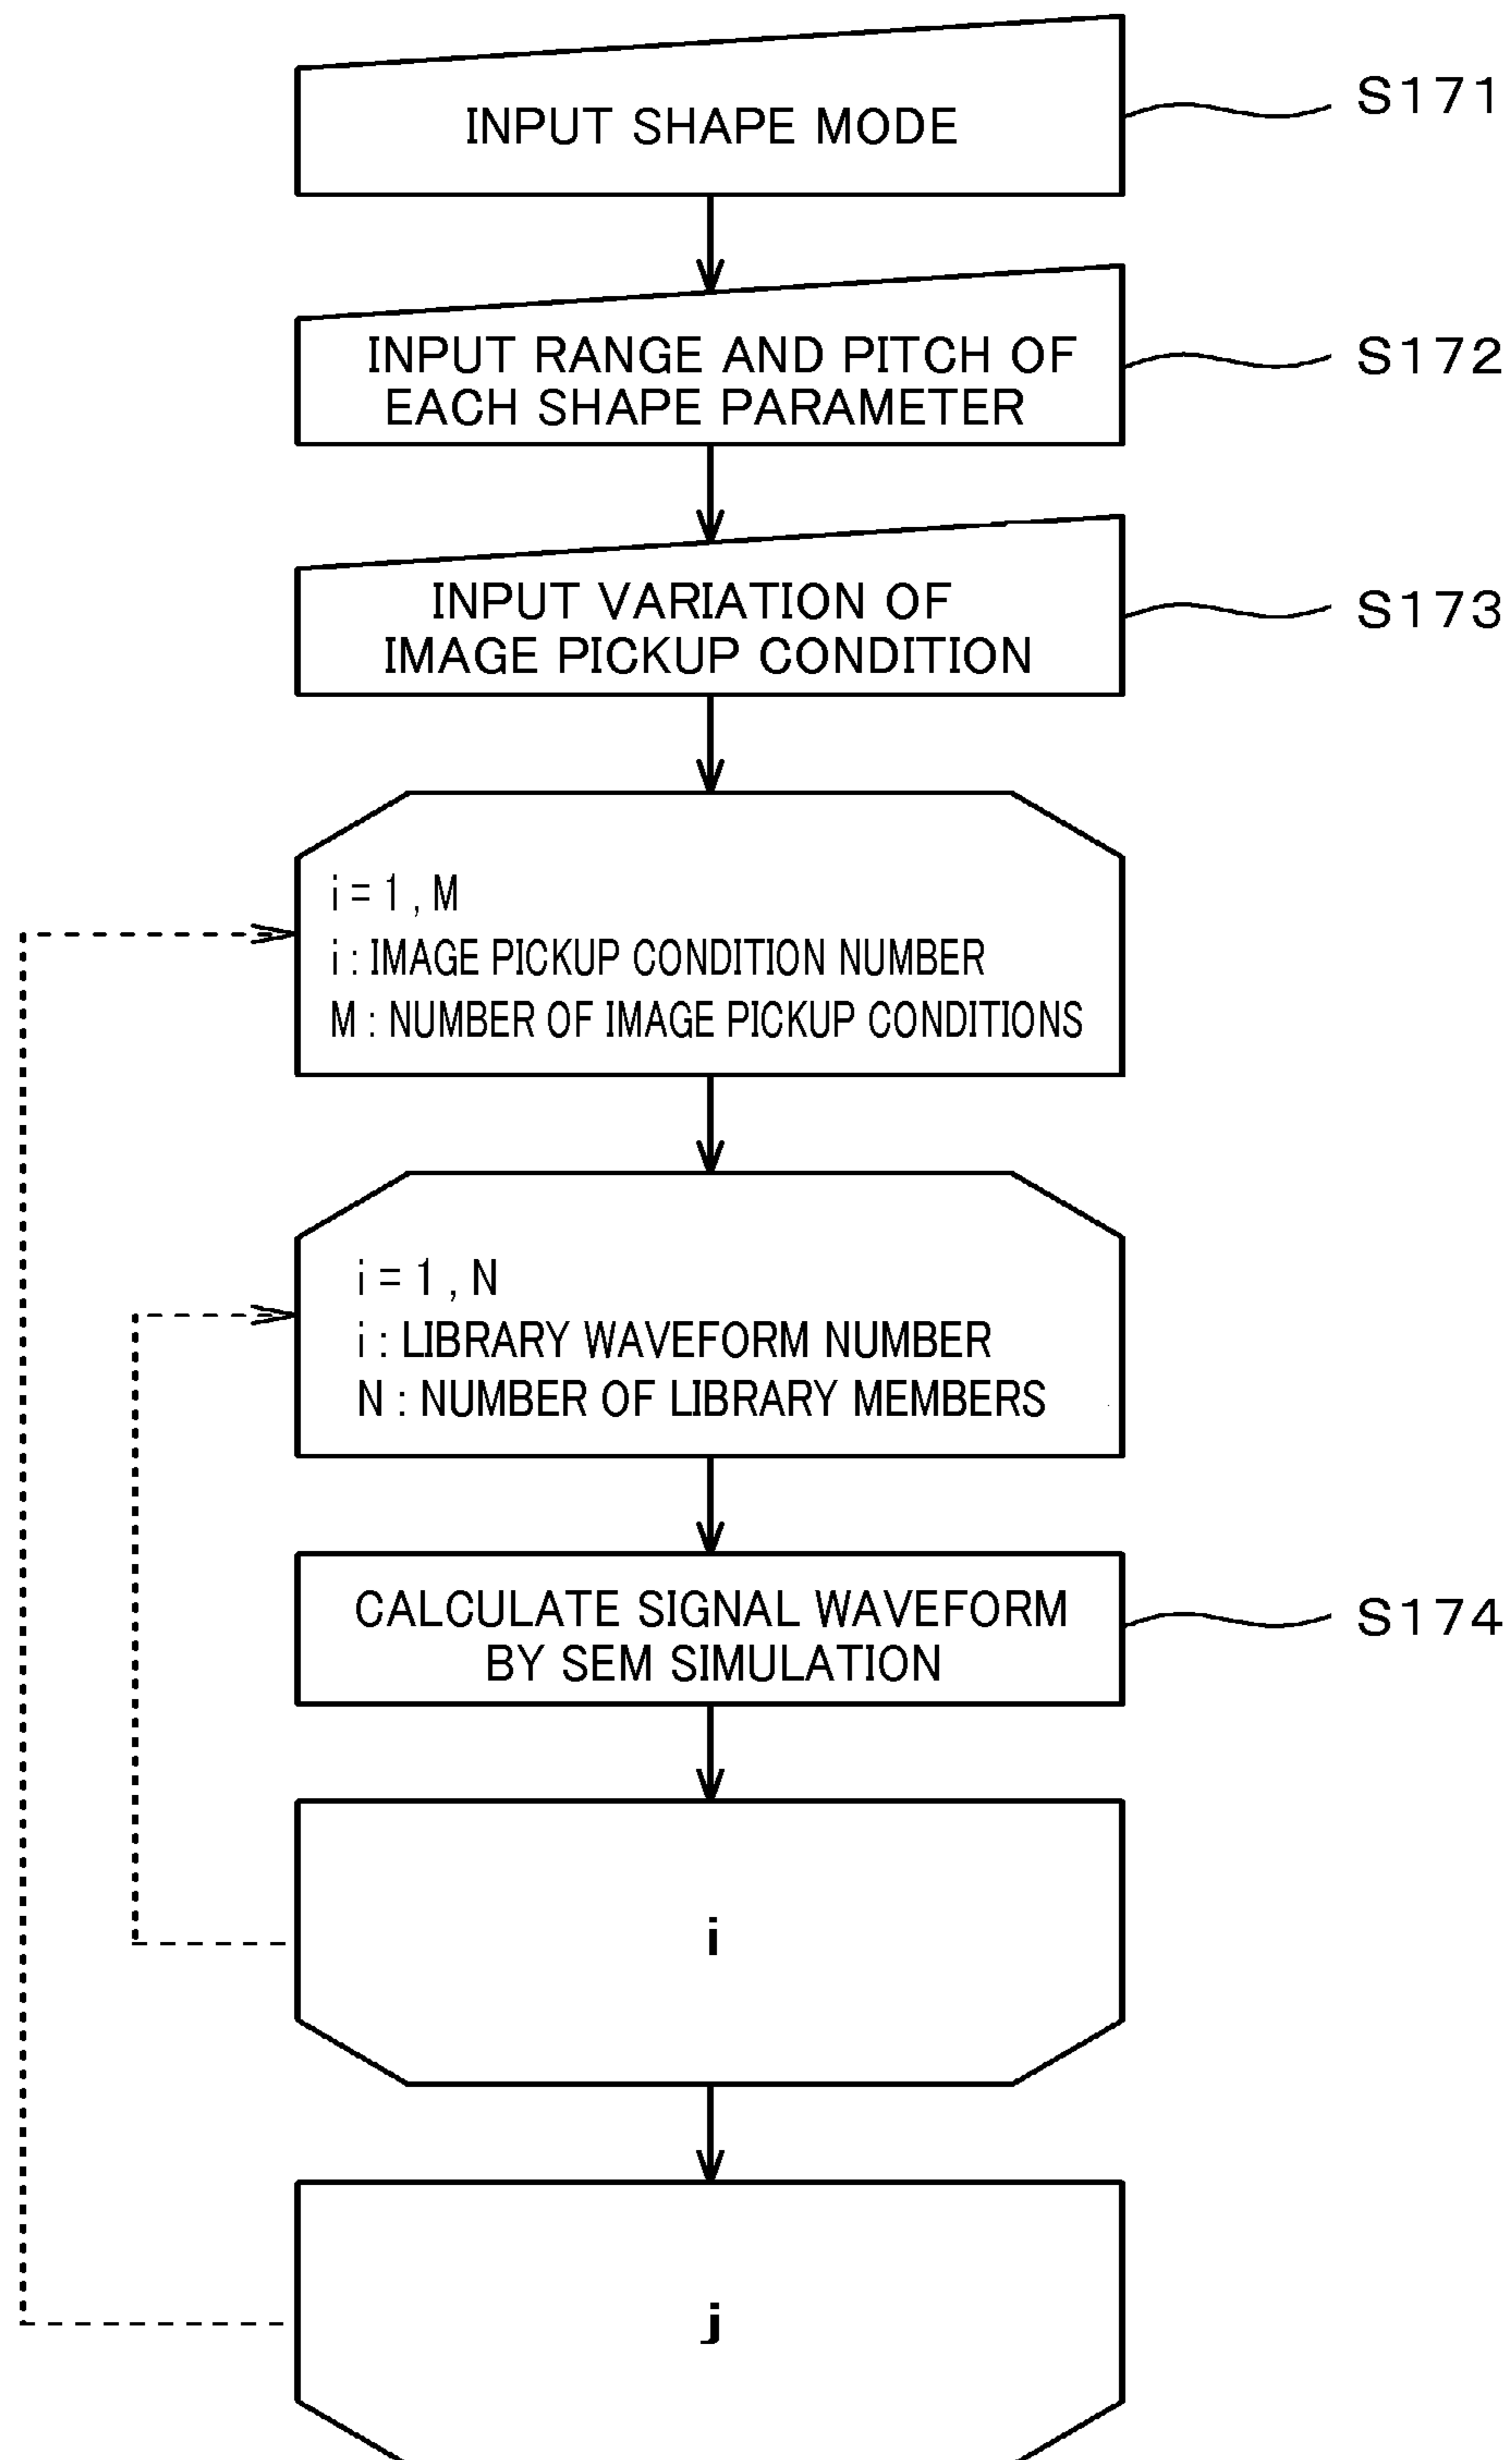 INPUT SHAPE MODE
S171
INPUT RANGE AND PITCH OF
EACH SHAPE PARAMETER
S172
INPUT VARIATION OF
IMAGE PICKUP CONDITION
S173
i = 1 , M
i : IMAGE PICKUP CONDITION NUMBER
M : NUMBER OF IMAGE PICKUP CONDITIONS
i = 1 , N
i : LIBRARY WAVEFORM NUMBER
N : NUMBER OF LIBRARY MEMBERS
CALCULATE SIGNAL WAVEFORM
BY SEM SIMULATION
S174
i
j